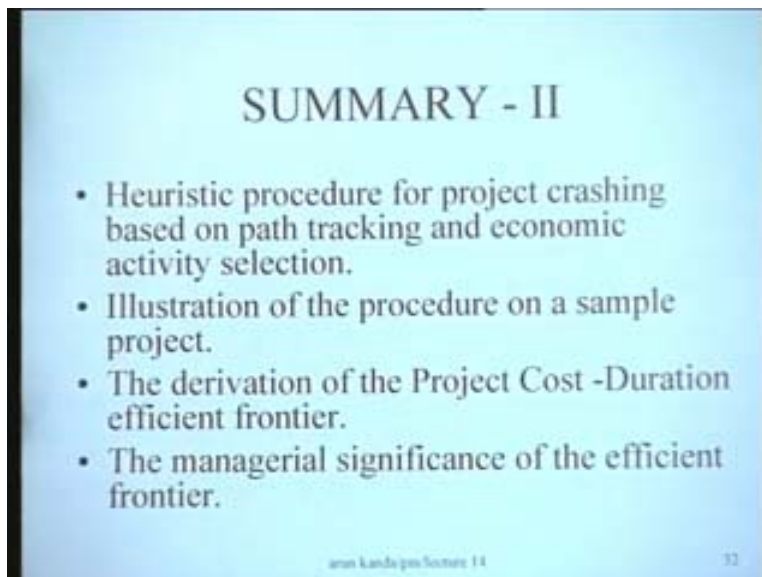 SUMMARY - II
• Heuristic procedure for project crashing
based on path tracking and economic
activity selection.
• Illustration of the procedure on a sample
project.
• The derivation of the Project Cost -Duration
efficient frontier.
• The managerial significance of the efficient
frontier.
arun kanda/pm/lecture 14
32